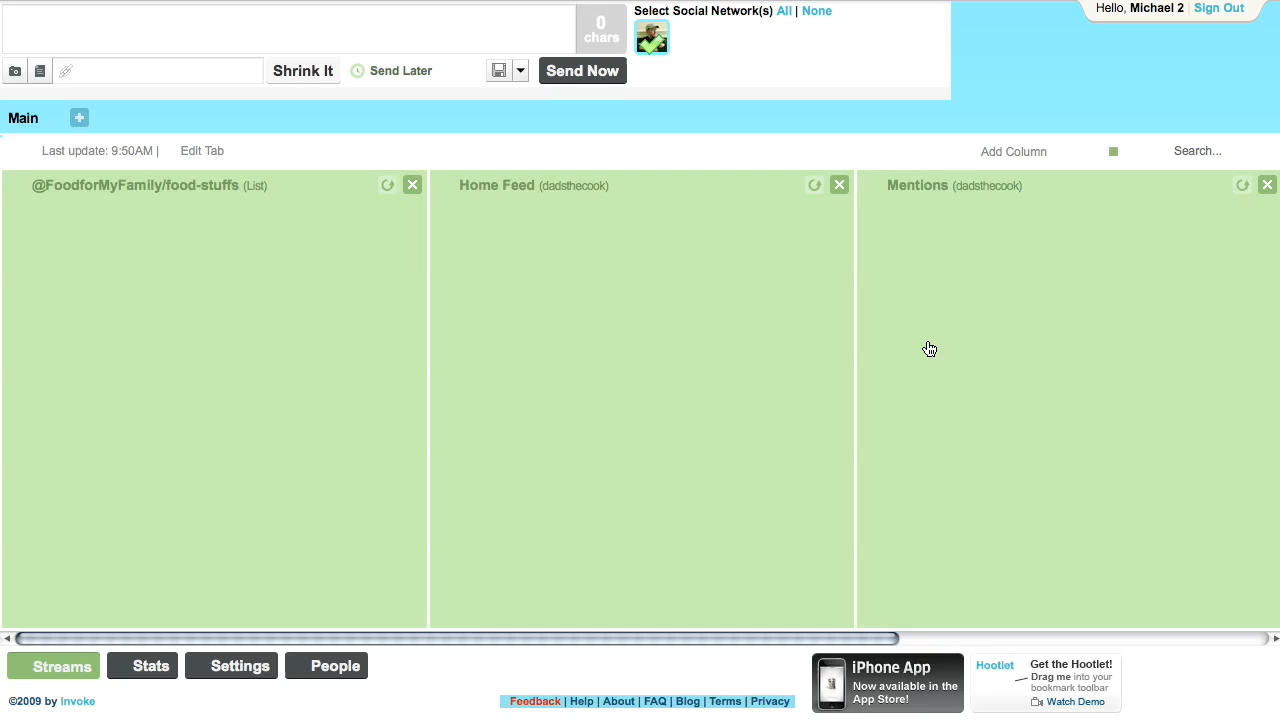 0
chars
Select Social Network(s) All | None
Hello, Michael 2 | Sign Out
Shrink It
Send Later
Send Now
Main
Last update: 9:50AM |
Edit Tab
Add Column
Search...
@FoodforMyFamily/food-stuffs (List)
Home Feed (dadsthecook)
Mentions (dadsthecook)
Streams
Stats
Settings
People
iPhone App
Now available in the
App Store!
Hootlet
Get the Hootlet!
Drag me into your
bookmark toolbar
Watch Demo
©2009 by Invoke
Feedback | Help | About | FAQ | Blog | Terms | Privacy